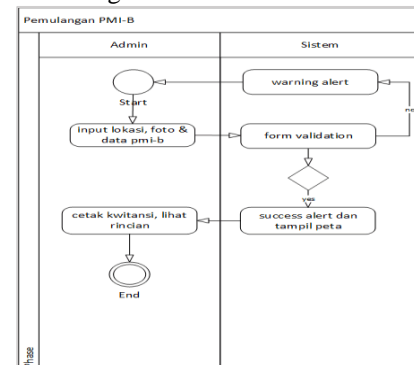 Pemulangan PMI-B
Admin
Sistem
warning alert
Start
input lokasi, foto &
data pmi-b
form validation
yes
cetak kwitansi, lihat
rincian
success alert dan
tampil peta
End
Phase